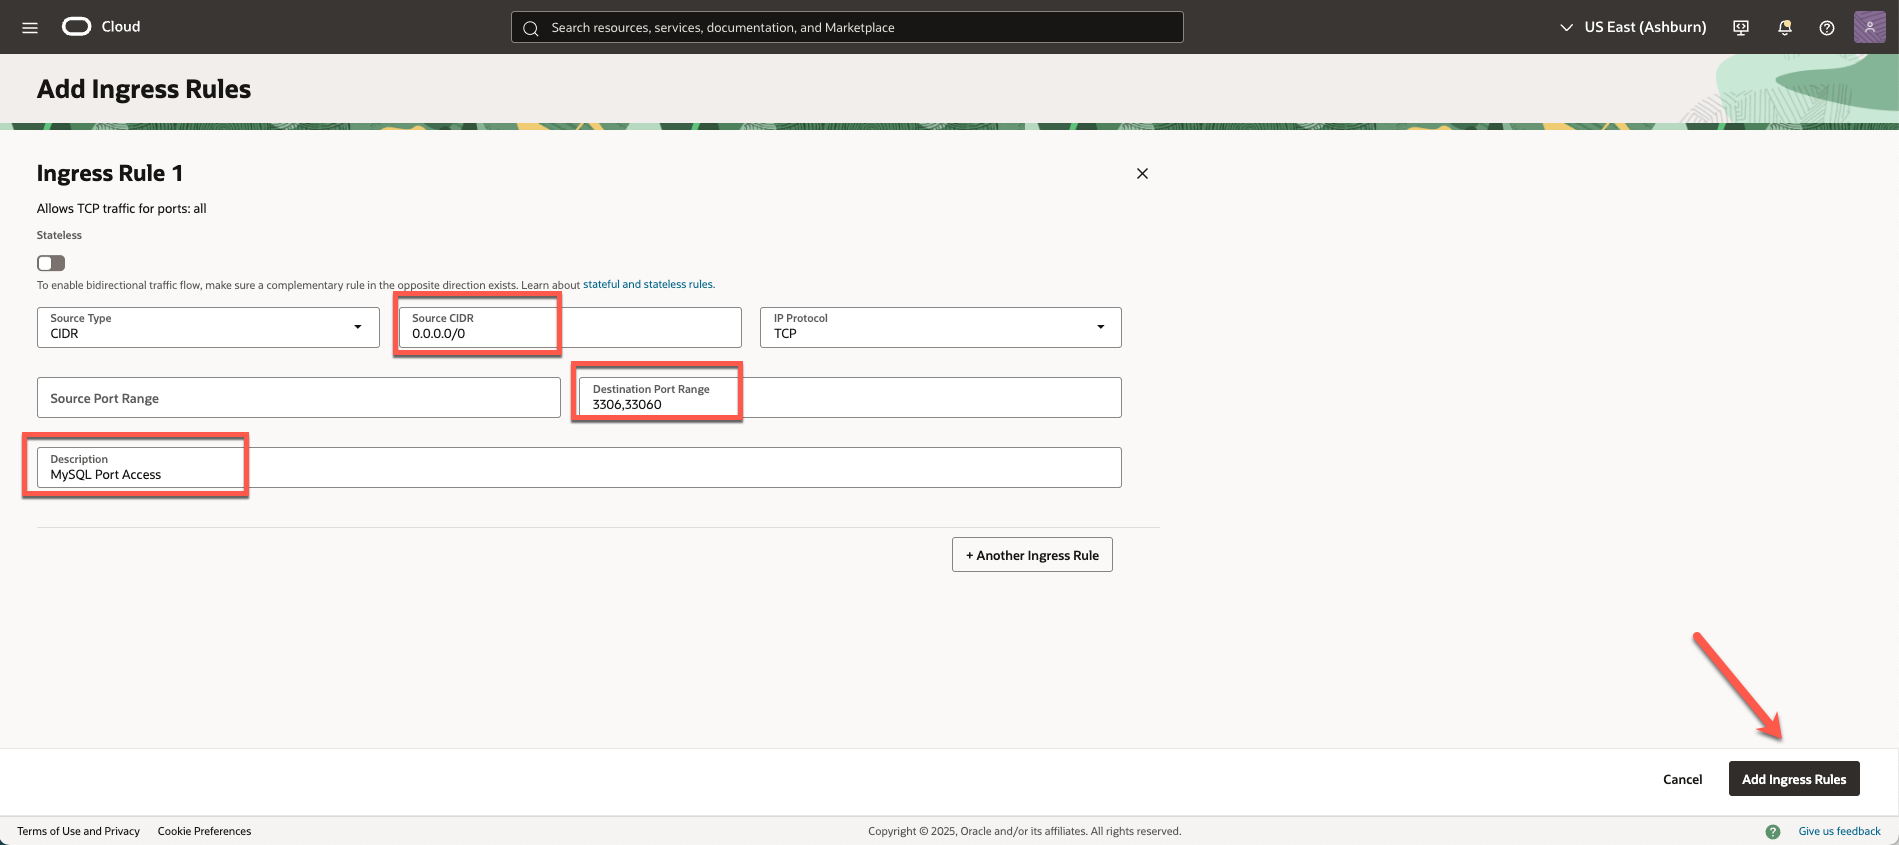 Cloud
Search resources, services, documentation, and Marketplace
US East (Ashburn)
Add Ingress Rules
Ingress Rule 1
Allows TCP traffic for ports: all
Stateless
To enable bidirectional traffic flow, make sure a complementary rule in the opposite direction exists. Learn about stateful and stateless rules.
Source Type
CIDR
Source CIDR
0.0.0.0/0
IP Protocol
TCP
Source Port Range
Destination Port Range
3306,33060
Description
MySQL Port Access
+ Another Ingress Rule
Cancel
Add Ingress Rules
Terms of Use and Privacy
Cookie Preferences
Copyright © 2025, Oracle and/or its affiliates. All rights reserved.
Give us feedback